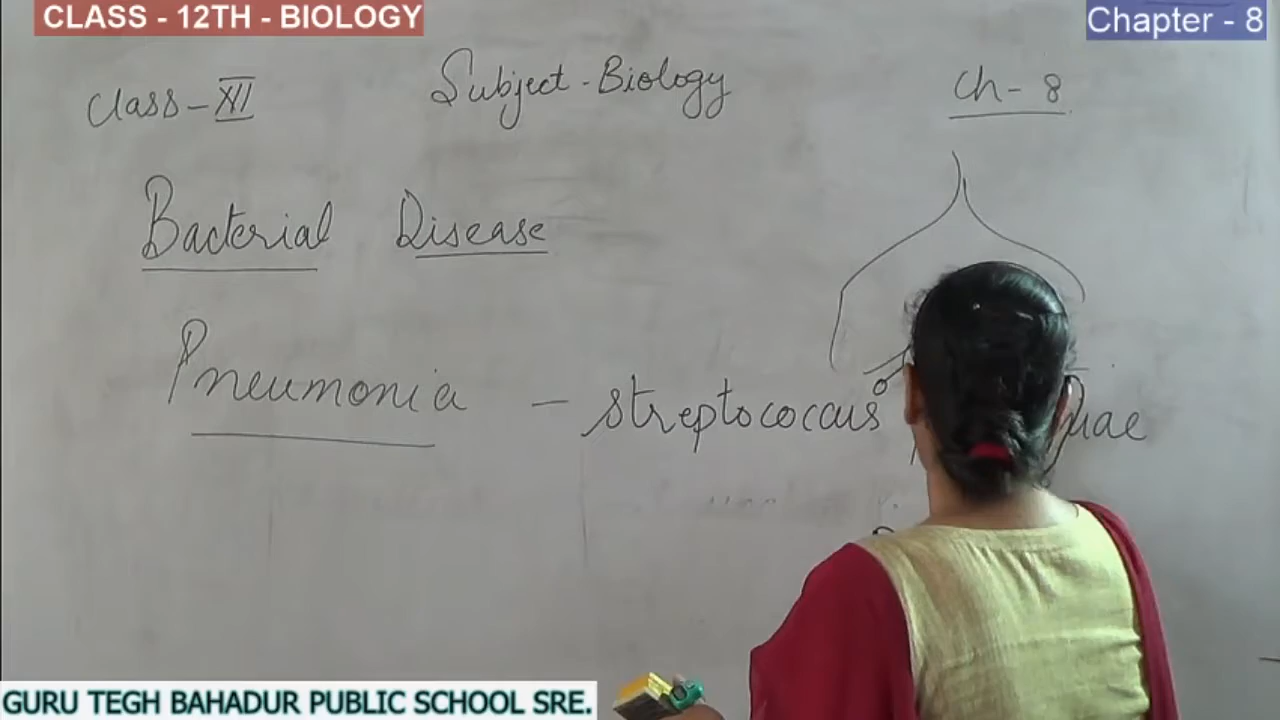 CLASS - 12TH - BIOLOGY
Chapter - 8
Class - XII Subject - Biology Ch - 8
Bacterial Disease
Pneumonia - streptococcus
GURU TEGH BAHADUR PUBLIC SCHOOL SRE.